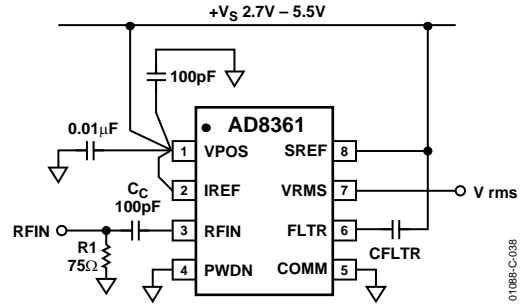 +VS 2.7V – 5.5V
100pF
0.01µF
AD8361
1 VPOS SREF 8
2 IREF VRMS 7
V rms
CC
100pF
RFIN
3 RFIN FLTR 6
CFLTR
R1
75Ω
4 PWDN COMM 5
01088-C-038